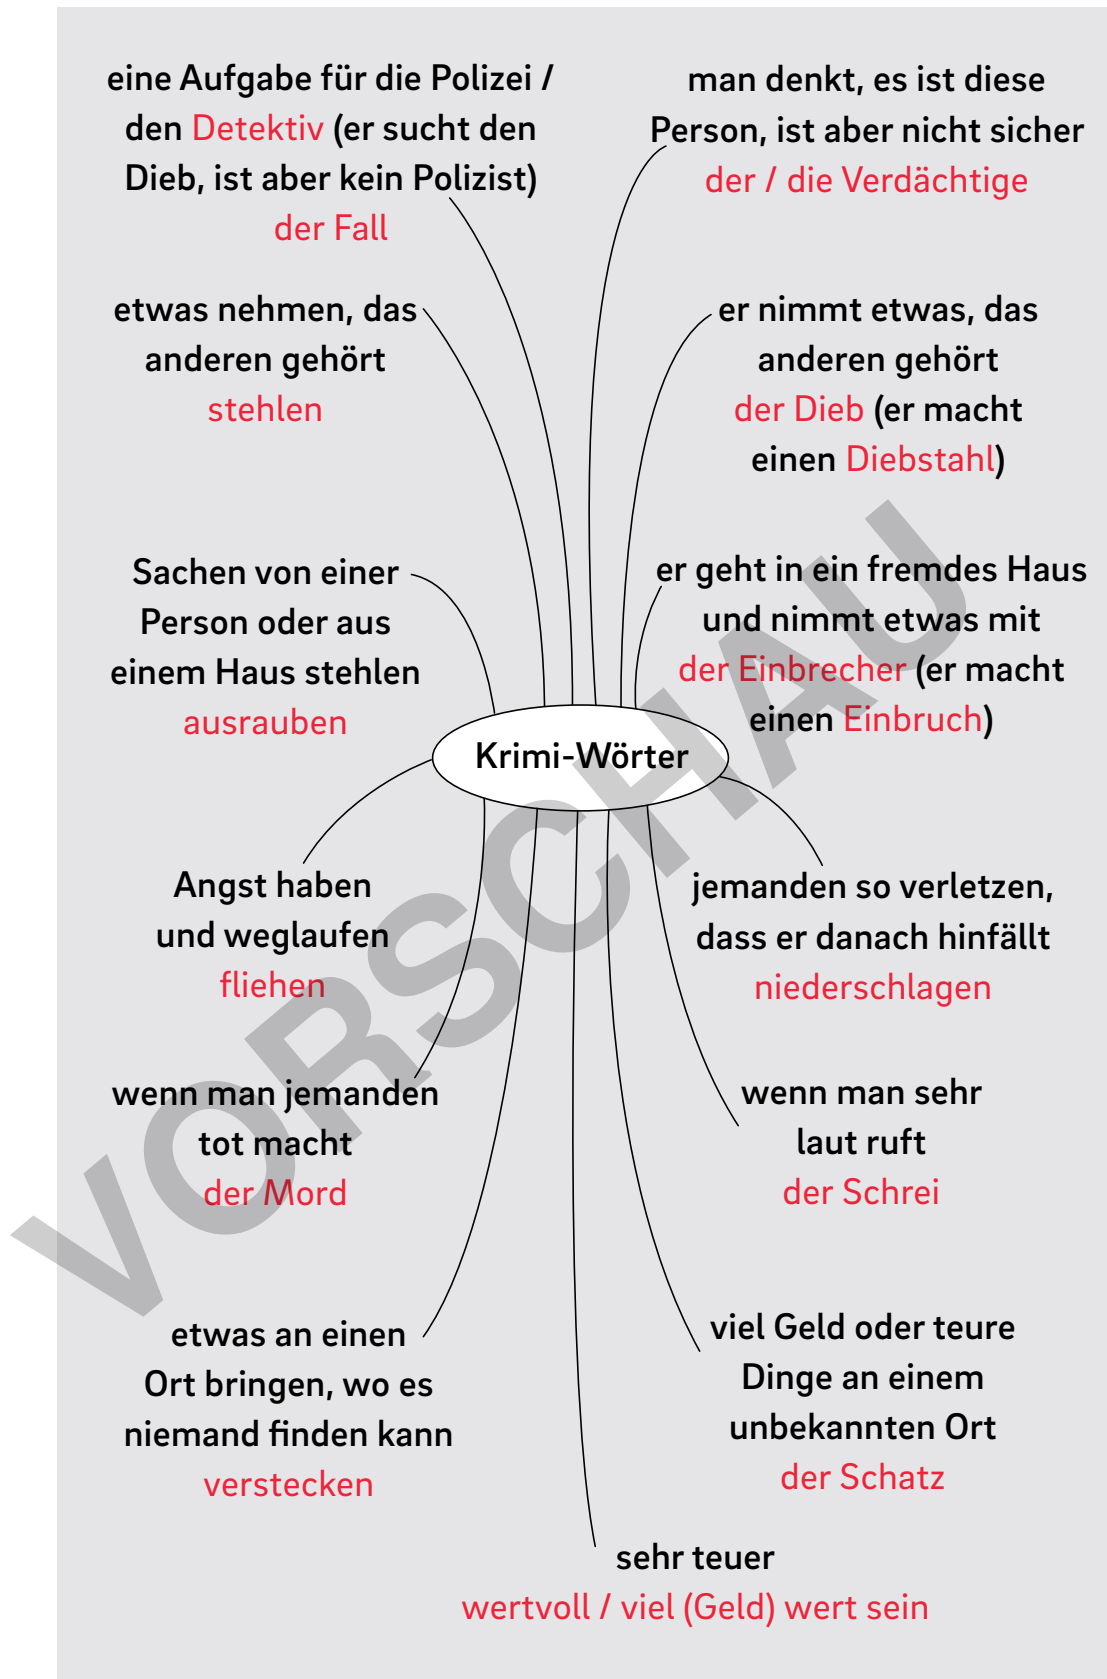 eine Aufgabe für die Polizei /
den Detektiv (er sucht den
Dieb, ist aber kein Polizist)
der Fall
man denkt, es ist diese
Person, ist aber nicht sicher
der / die Verdächtige
etwas nehmen, das
anderen gehört
stehlen
er nimmt etwas, das
anderen gehört
der Dieb (er macht
einen Diebstahl)
Sachen von einer
Person oder aus
einem Haus stehlen
ausrauben
er geht in ein fremdes Haus
und nimmt etwas mit
der Einbrecher (er macht
einen Einbruch)
Krimi-Wörter
Angst haben
und weglaufen
fliehen
jemanden so verletzen,
dass er danach hinfällt
niederschlagen
wenn man jemanden
tot macht
der Mord
wenn man sehr
laut ruft
der Schrei
etwas an einen
Ort bringen, wo es
niemand finden kann
verstecken
viel Geld oder teure
Dinge an einem
unbekannten Ort
der Schatz
sehr teuer
wertvoll / viel (Geld) wert sein
VORSCHAU